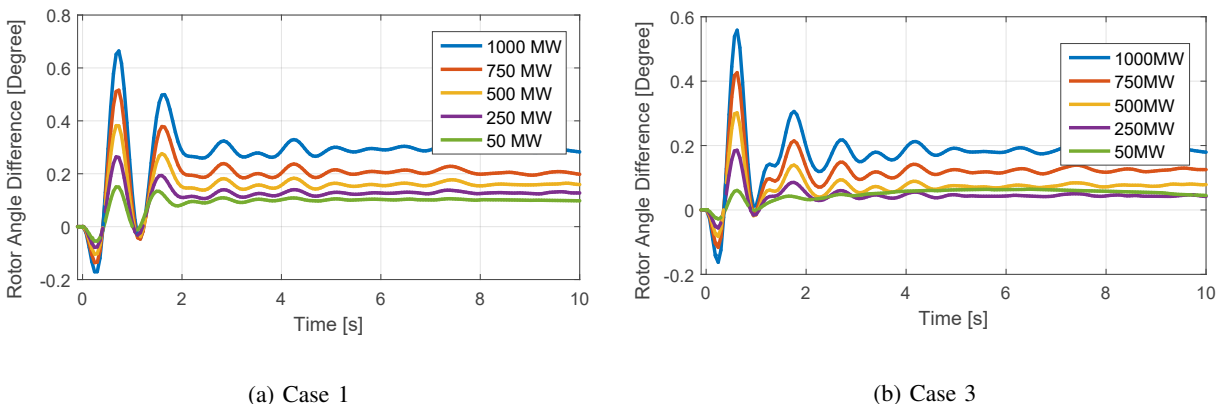 Rotor Angle Difference [Degree]
0.8
0.6
0.4
0.2
0
-0.2
0
2
4
6
8
10
Time [s]
1000 MW
750 MW
500 MW
250 MW
50 MW
(a) Case 1
Rotor Angle Difference [Degree]
0.6
0.4
0.2
0
-0.2
0
2
4
6
8
10
Time [s]
1000MW
750MW
500MW
250MW
50MW
(b) Case 3